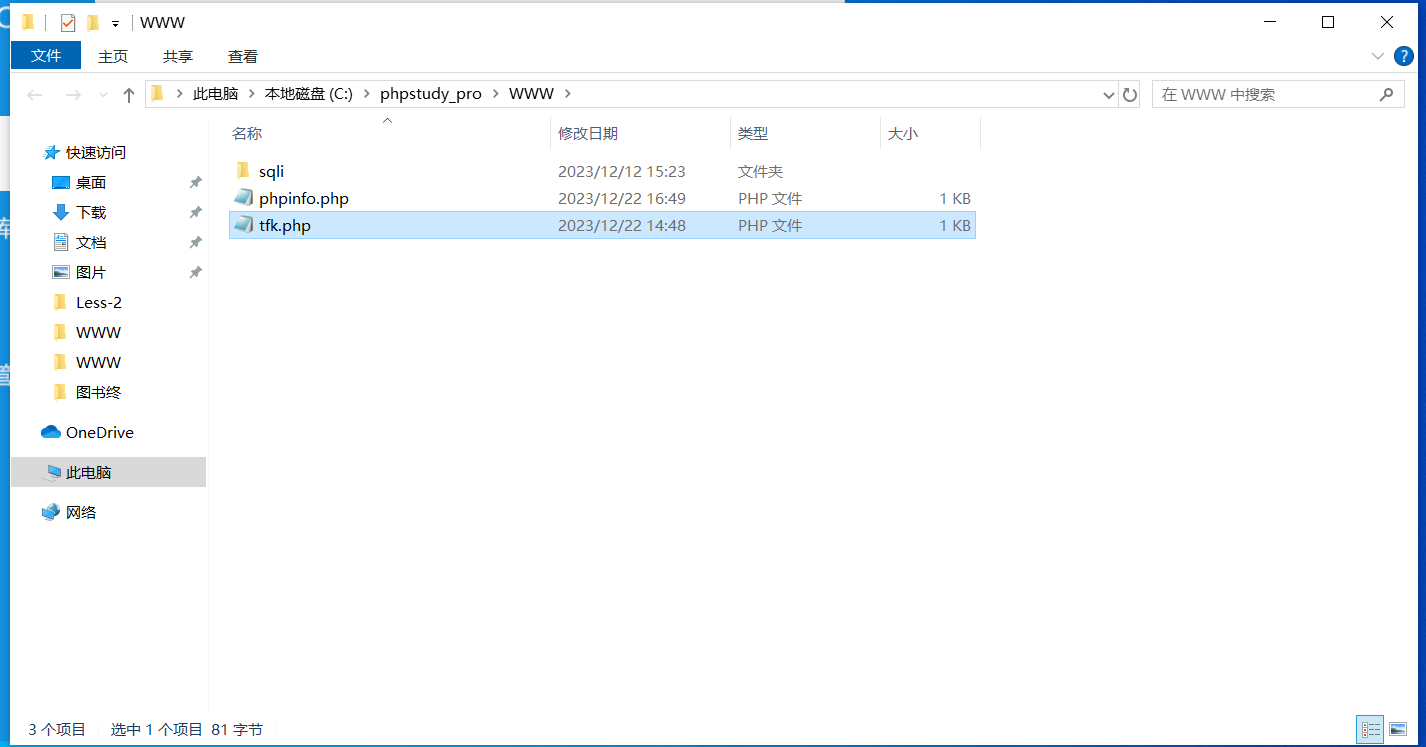 WWW
文件 主页 共享 查看
此电脑 本地磁盘 (C:) phpstudy_pro WWW 在 WWW 中搜索
名称 修改日期 类型 大小
快速访问
桌面
下载
文档
图片
Less-2
WWW
WWW
图书终
OneDrive
此电脑
网络
sqli 2023/12/12 15:23 文件夹
phpinfo.php 2023/12/22 16:49 PHP 文件 1 KB
tfk.php 2023/12/22 14:48 PHP 文件 1 KB
3 个项目 选中 1 个项目 81 字节